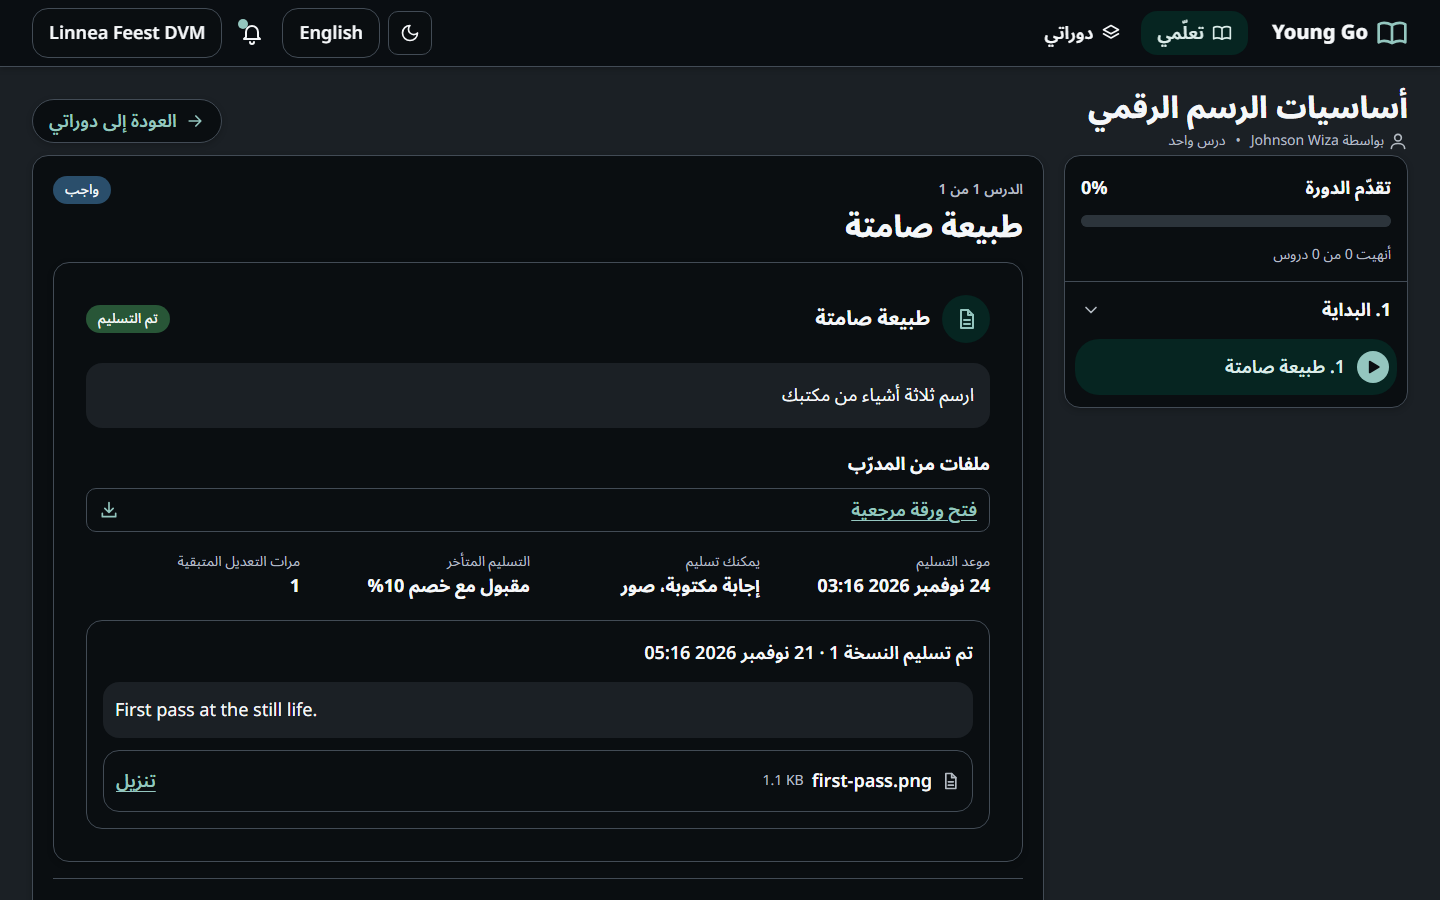 Young Go
تعلّمي
دوراتي
English
Linnea Feest DVM
أساسيات الرسم الرقمي
بواسطة Johnson Wiza • درس واحد
العودة إلى دوراتي
تقدّم الدورة 0%
أنهيت 0 من 0 دروس
1. البداية
1. طبيعة صامتة
الدرس 1 من 1
واجب
طبيعة صامتة
طبيعة صامتة
تم التسليم
ارسم ثلاثة أشياء من مكتبك
ملفات من المدرّب
فتح ورقة مرجعية
موعد التسليم
24 نوفمبر 2026 03:16
يمكنك تسليم
إجابة مكتوبة، صور
التسليم المتأخر
مقبول مع خصم 10%
مرات التعديل المتبقية
1
تم تسليم النسخة 1 · 21 نوفمبر 2026 05:16
First pass at the still life.
first-pass.png 1.1 KB
تنزيل